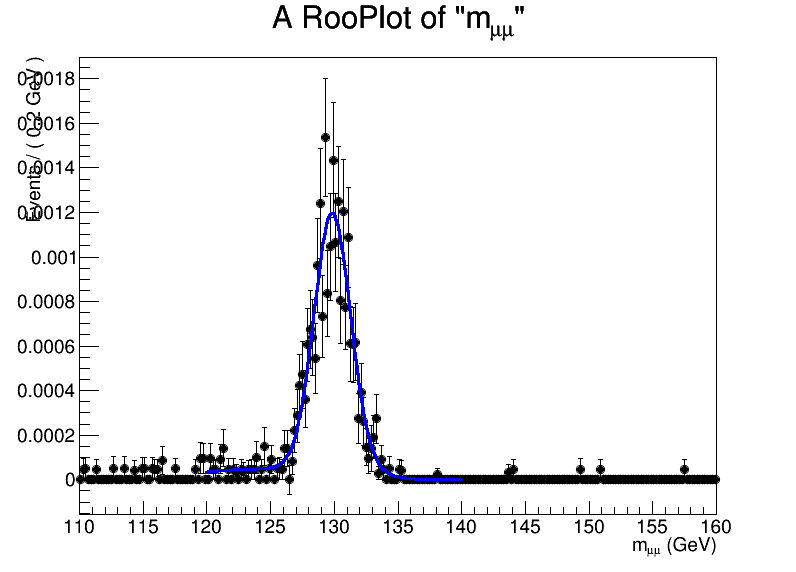 A RooPlot of "mμμ"
Events / ( 0.2 GeV )
0.0018
0.0016
0.0014
0.0012
0.001
0.0008
0.0006
0.0004
0.0002
0
110 115 120 125 130 135 140 145 150 155 160
mμμ (GeV)